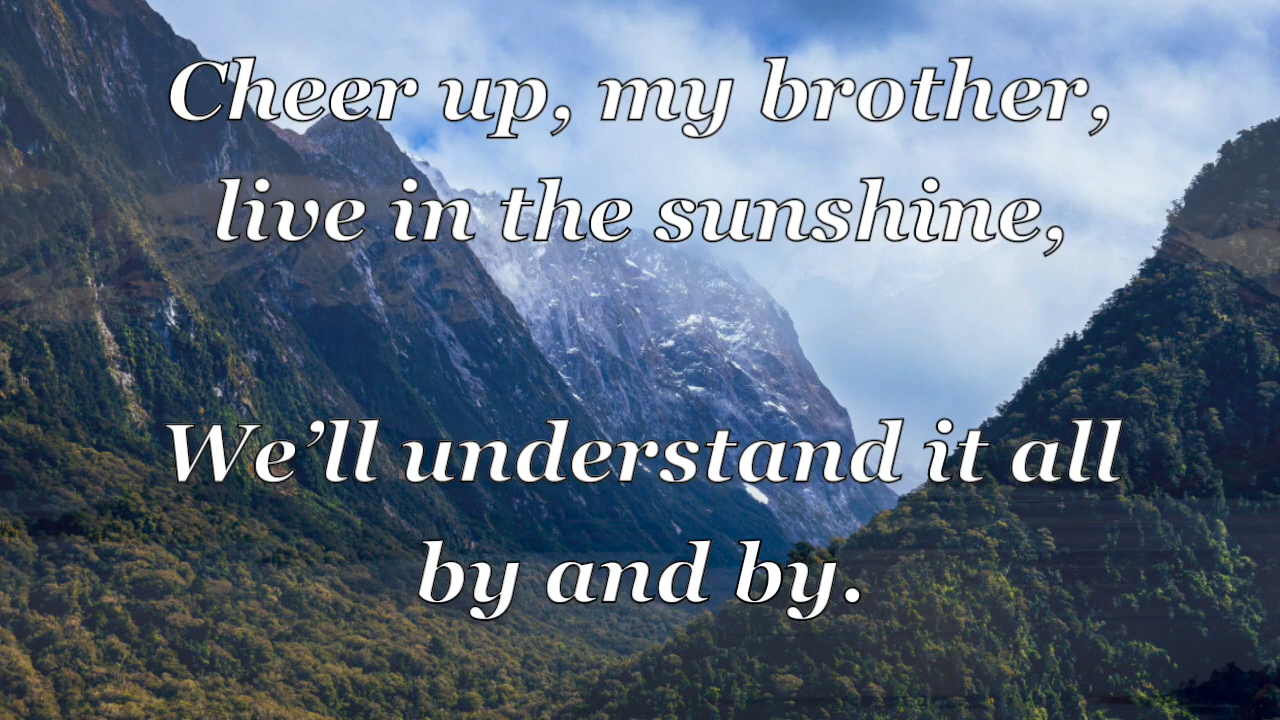 Cheer up, my brother,
live in the sunshine,
We’ll understand it all
by and by.